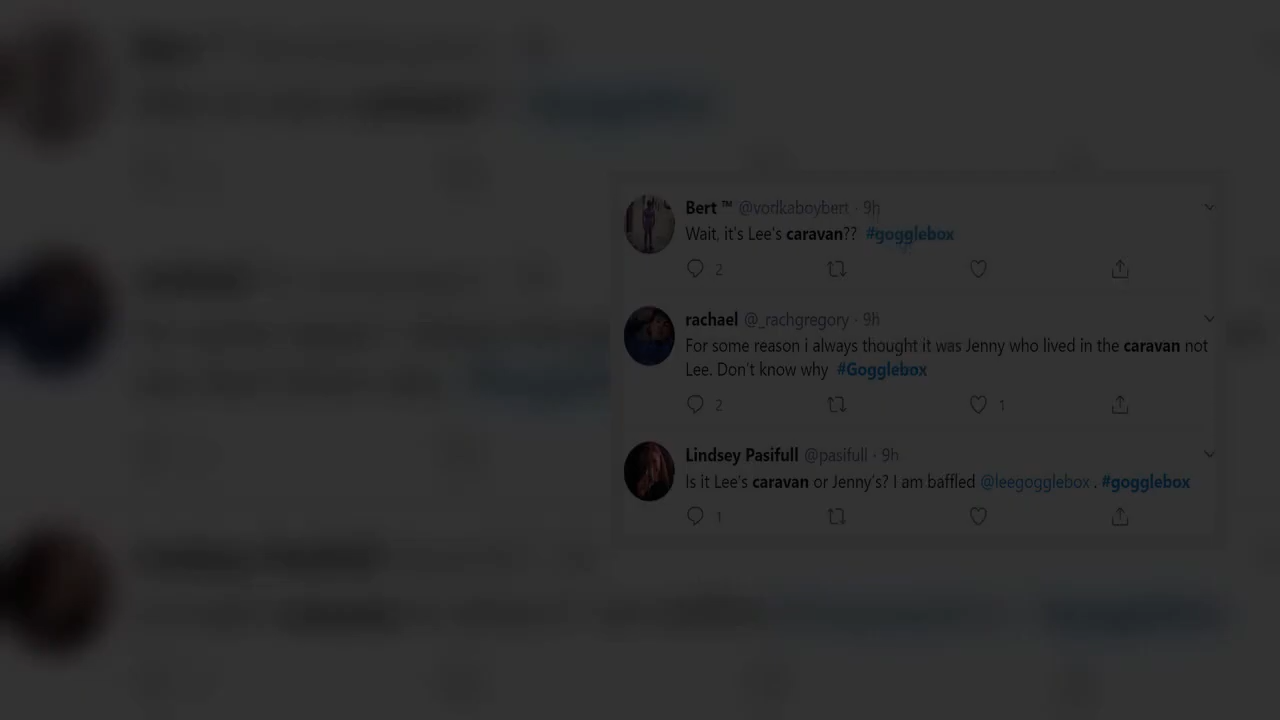 Bert ™ @vodkaboybert · 9h
Wait, it's Lee's caravan?? #gogglebox
2
rachael @_rachgregory · 9h
For some reason i always thought it was Jenny who lived in the caravan not
Lee. Don't know why #Gogglebox
2 1
Lindsey Pasifull @pasifull · 9h
Is it Lee's caravan or Jenny's? I am baffled @leegogglebox . #gogglebox
1